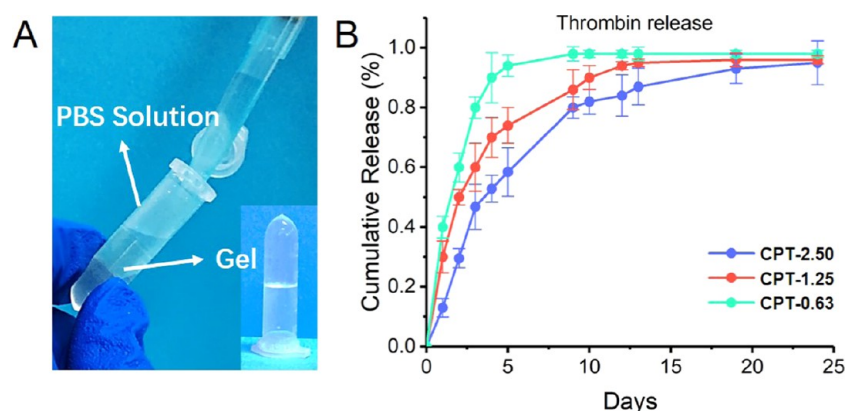 A
PBS Solution
Gel
B
Thrombin release
Cumulative Release (%)
1.0
0.8
0.6
0.4
0.2
0.0
CPT-2.50
CPT-1.25
CPT-0.63
0 5 10 15 20 25
Days